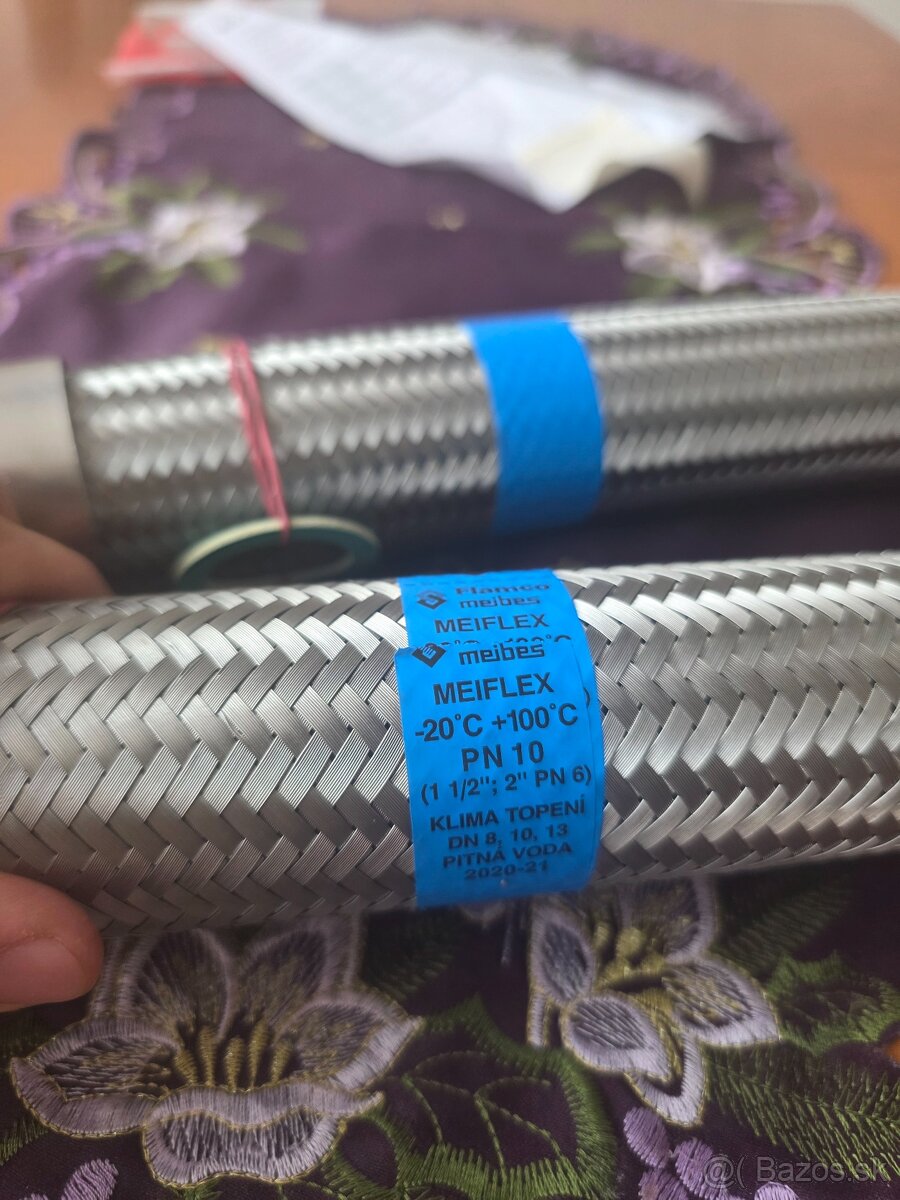 Flamco
meibes
MEIFLEX
meibes
MEIFLEX
-20°C +100°C
PN 10
(1 1/2"; 2" PN 6)
KLIMA TOPENÍ
DN 8, 10, 13
PITNÁ VODA
2020-21
Bazos.sk